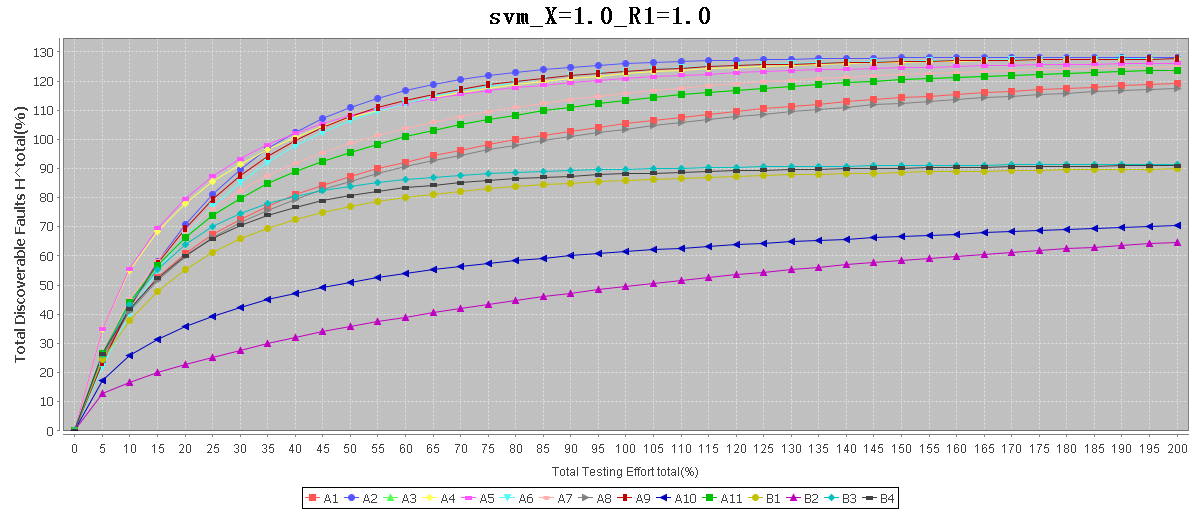 svm_X=1.0_R1=1.0
Total Discoverable Faults H^total(%)
130
120
110
100
90
80
70
60
50
40
30
20
10
0
0 5 10 15 20 25 30 35 40 45 50 55 60 65 70 75 80 85 90 95 100 105 110 115 120 125 130 135 140 145 150 155 160 165 170 175 180 185 190 195 200
Total Testing Effort total(%)
A1 A2 A3 A4 A5 A6 A7 A8 A9 A10 A11 B1 B2 B3 B4